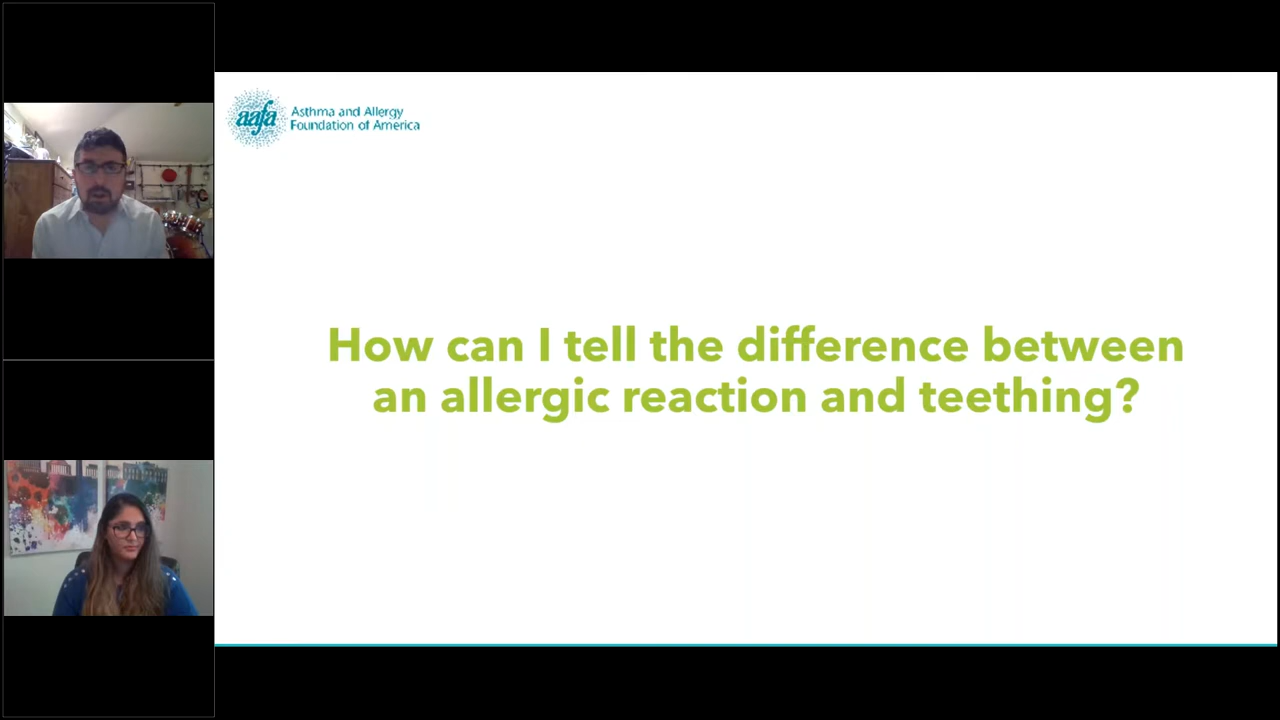 aafa
Asthma and Allergy
Foundation of America
How can I tell the difference between
an allergic reaction and teething?